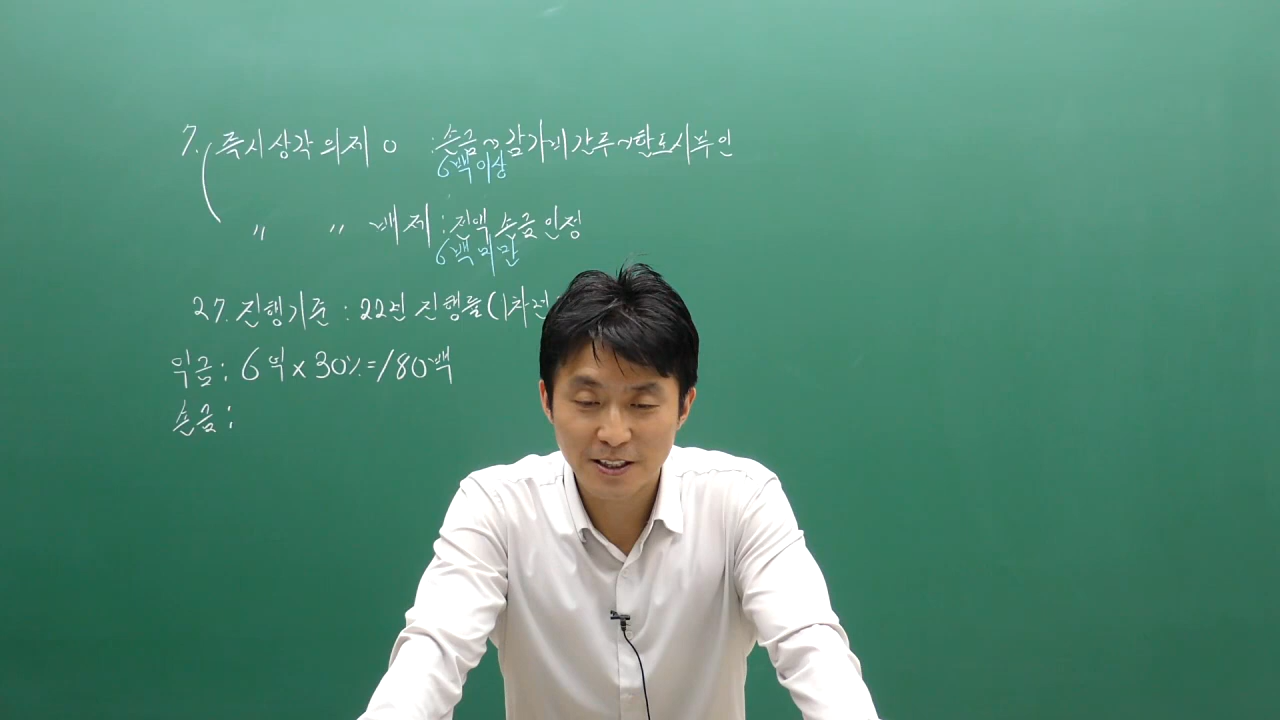 7. 즉시상각의제 O : 손금~감가비간주~한도시부인
6백이상
〃 〃 배제 : 전액 손금인정
6백미만
27. 진행기준 : 22년 진행률(1차년
익금 : 6억 × 30% = 180백
손금 :